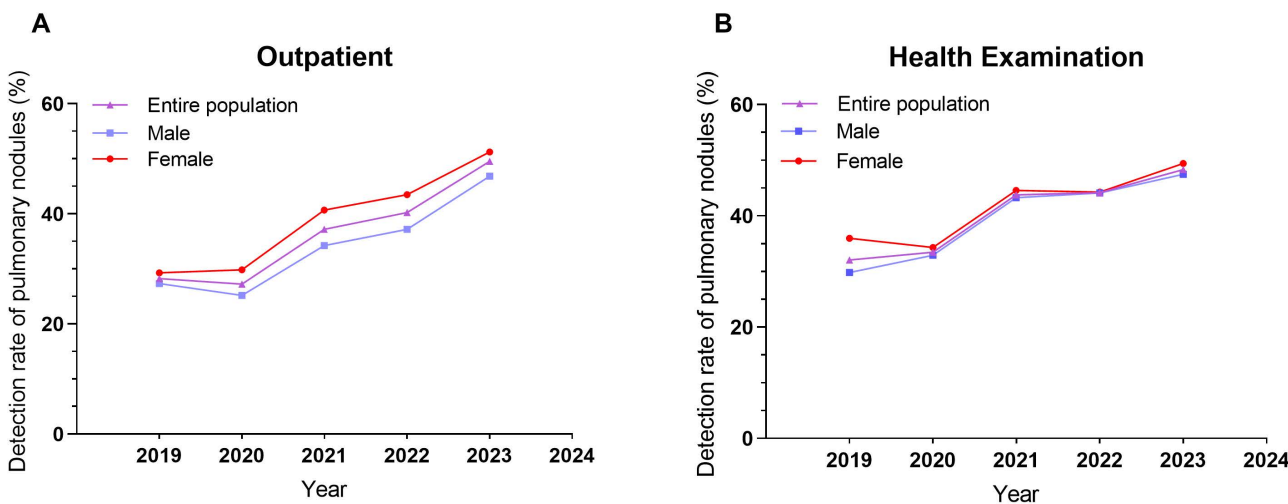 A
Outpatient
Detection rate of pulmonary nodules (%)
60
40
20
0
Entire population
Male
Female
2019 2020 2021 2022 2023 2024
Year
B
Health Examination
Detection rate of pulmonary nodules (%)
60
40
20
0
Entire population
Male
Female
2019 2020 2021 2022 2023 2024
Year